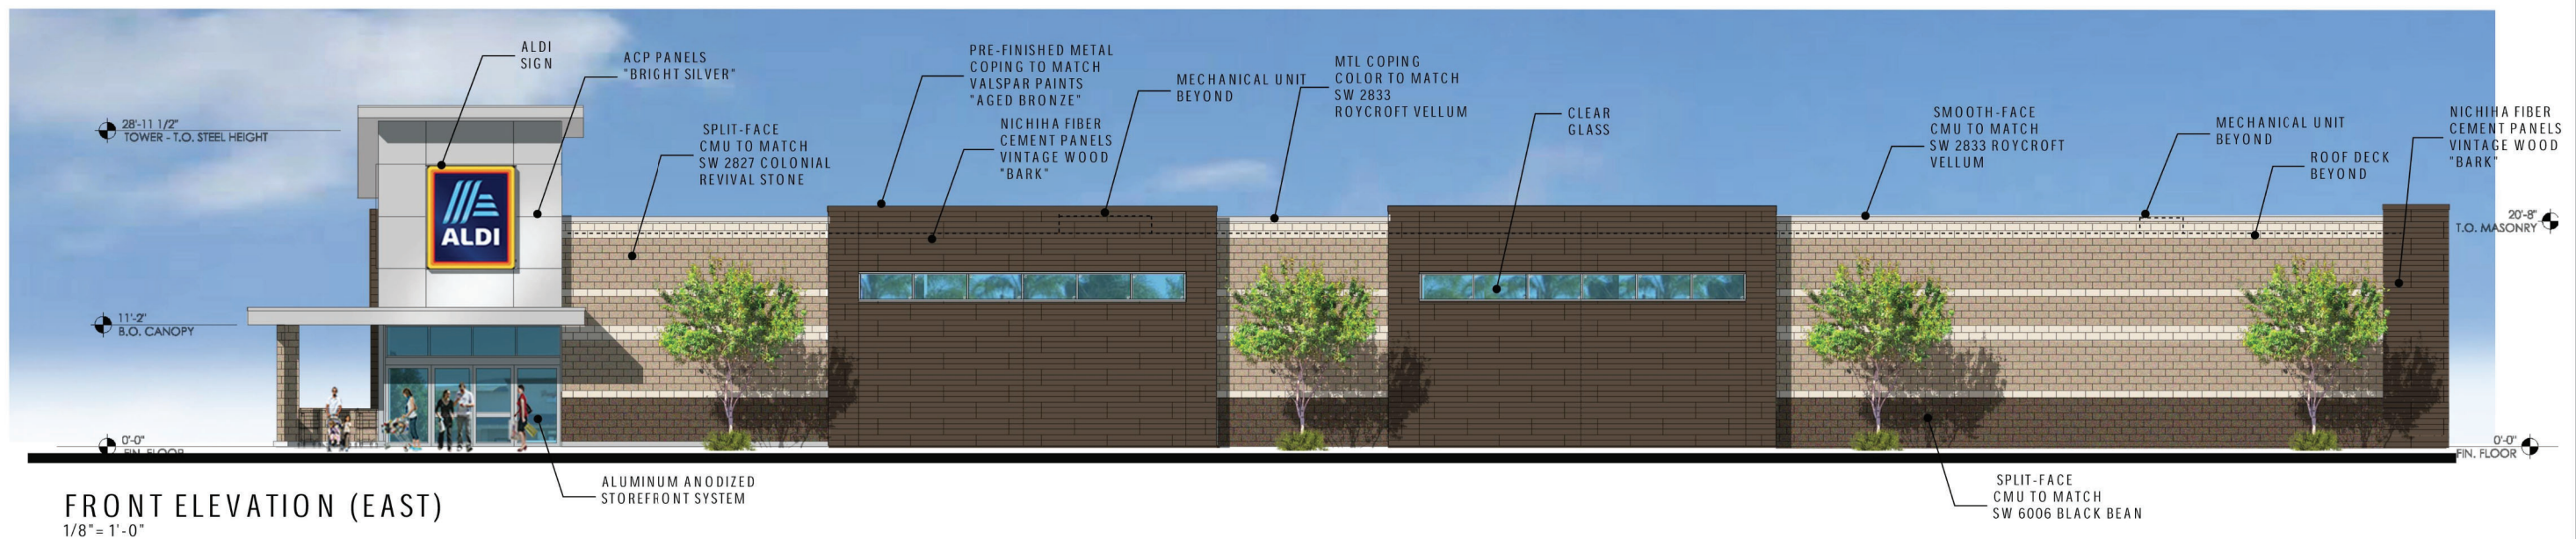 ALDI
SIGN
ACP PANELS
"BRIGHT SILVER"
PRE-FINISHED METAL
COPING TO MATCH
VALSPAR PAINTS
"AGED BRONZE"
MECHANICAL UNIT
BEYOND
MTL COPING
COLOR TO MATCH
SW 2833
ROYCROFT VELLUM
CLEAR
GLASS
SMOOTH-FACE
CMU TO MATCH
SW 2833 ROYCROFT
VELLUM
MECHANICAL UNIT
BEYOND
ROOF DECK
BEYOND
NICHIHA FIBER
CEMENT PANELS
VINTAGE WOOD
"BARK"
28'-11 1/2"
TOWER - T.O. STEEL HEIGHT
SPLIT-FACE
CMU TO MATCH
SW 2827 COLONIAL
REVIVAL STONE
NICHIHA FIBER
CEMENT PANELS
VINTAGE WOOD
"BARK"
ALDI
20'-8"
T.O. MASONRY
11'-2"
B.O. CANOPY
0'-0"
FIN. FLOOR
0'-0"
FIN. FLOOR
ALUMINUM ANODIZED
STOREFRONT SYSTEM
SPLIT-FACE
CMU TO MATCH
SW 6006 BLACK BEAN
FRONT ELEVATION (EAST)
1/8"= 1'-0"